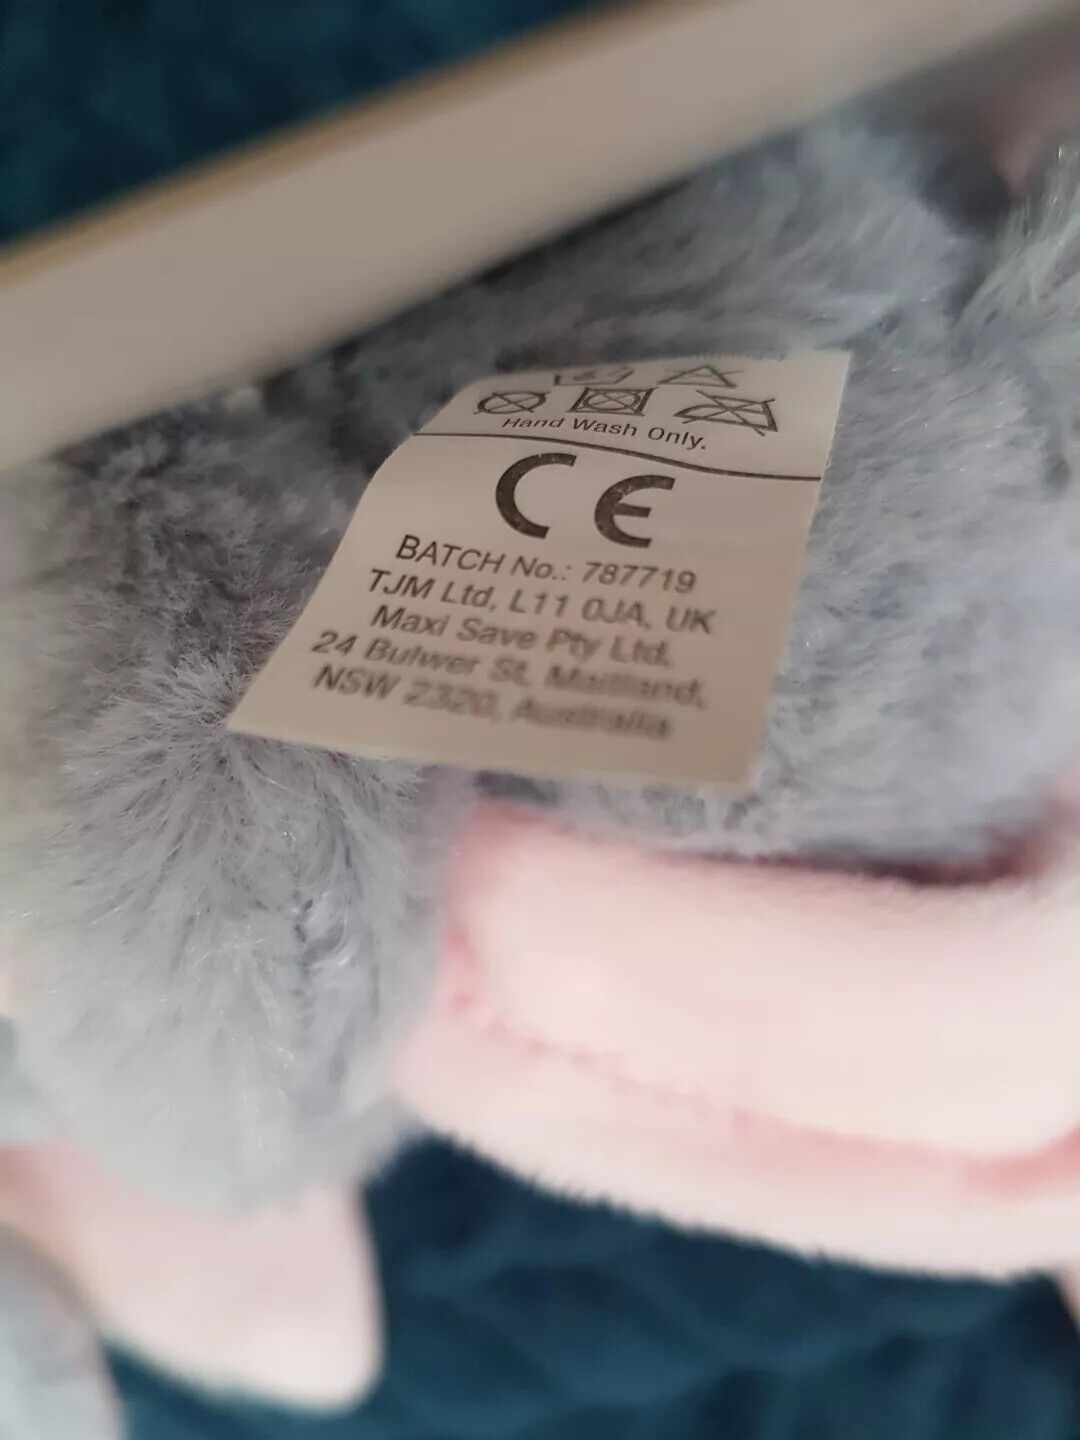 Hand Wash Only.
CE
BATCH No.: 787719
TJM Ltd, L11 0JA, UK
Maxi Save Pty Ltd,
24 Bulwer St, Maitland,
NSW 2320, Australia